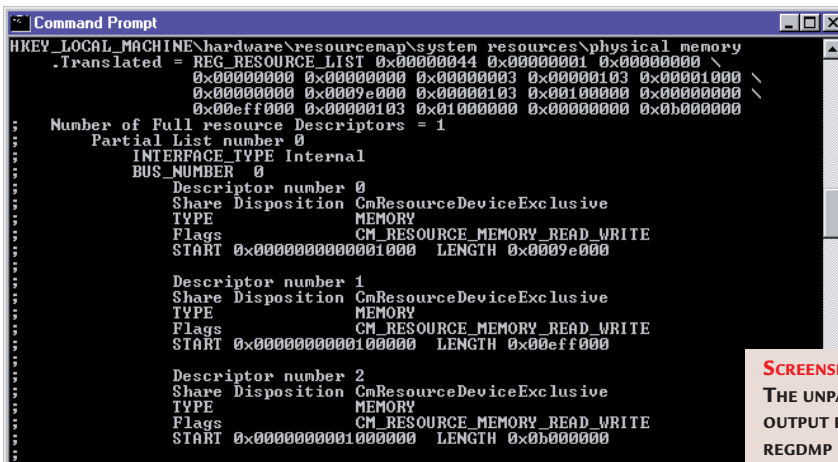 Command Prompt
HKEY_LOCAL_MACHINE\hardware\resourcemap\system resources\physical memory
.Translated = REG_RESOURCE_LIST 0x00000044 0x00000001 0x00000000 \
0x00000000 0x00000000 0x00000003 0x00000103 0x00001000 \
0x00000000 0x0009e000 0x00000103 0x00100000 0x00000000 \
0x00eff000 0x00000103 0x01000000 0x00000000 0x0b000000
; Number of Full resource Descriptors = 1
; Partial List number 0
; INTERFACE_TYPE Internal
; BUS_NUMBER 0
; Descriptor number 0
; Share Disposition CmResourceDeviceExclusive
; TYPE MEMORY
; Flags CM_RESOURCE_MEMORY_READ_WRITE
; START 0x0000000000001000 LENGTH 0x0009e000
;
; Descriptor number 1
; Share Disposition CmResourceDeviceExclusive
; TYPE MEMORY
; Flags CM_RESOURCE_MEMORY_READ_WRITE
; START 0x0000000000100000 LENGTH 0x00eff000
;
; Descriptor number 2
; Share Disposition CmResourceDeviceExclusive
; TYPE MEMORY
; Flags CM_RESOURCE_MEMORY_READ_WRITE
; START 0x0000000001000000 LENGTH 0x0b000000
;
THE
OUTPUT
REGDMP